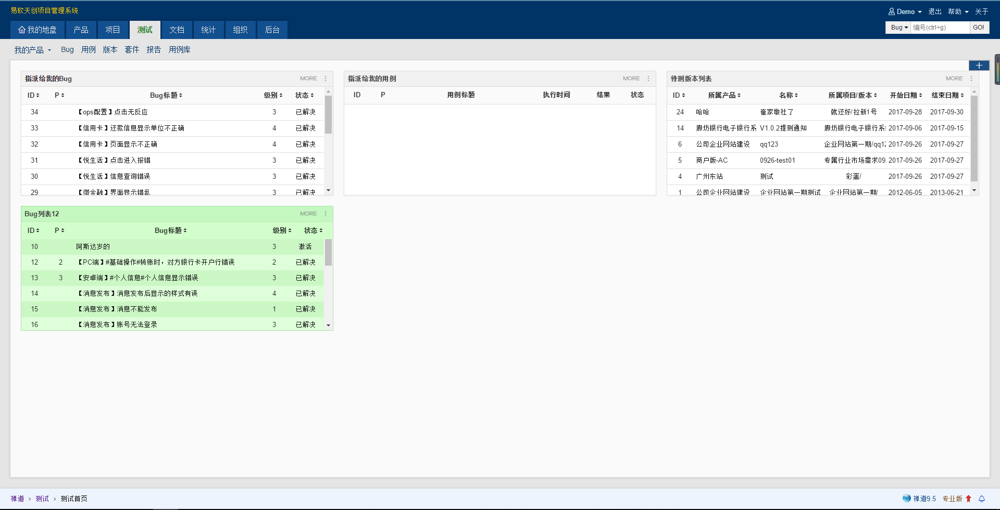 易软天创项目管理系统
Demo 退出 帮助 关于
我的地盘 产品 项目 测试 文档 统计 组织 后台
Bug 编号(ctrl+g) GO!
我的产品 Bug 用例 版本 套件 报告 用例库
指派给我的Bug MORE
ID P Bug标题 级别 状态
34 【ops配置】点击无反应 3 已解决
33 【信用卡】还款信息显示单位不正确 4 已解决
32 【信用卡】页面显示不正确 4 已解决
31 【悦生活】点击进入报错 3 已解决
30 【悦生活】信息查询错误 3 已解决
29 【微金融】界面显示错乱 3 已解决
指派给我的用例 MORE
ID P 用例标题 执行时间 结果 状态
待测版本列表 MORE
ID 所属产品 名称 所属项目/版本 开始日期 结束日期
24 哈哈 崔家墩社了 就还好/拉新1号 2017-09-28 2017-09-30
14 廊坊银行电子银行系 V1.0.2提测通知 廊坊银行电子银行系 2017-09-06 2017-09-15
6 公司企业网站建设 qq123 企业网站第一期/qq12 2017-09-26 2017-09-27
5 商户版-AC 0926-test01 专属行业市场需求09 2017-09-26 2017-09-27
4 广州东站 测试 彩蛋/ 2017-09-26 2017-09-27
1 公司企业网站建设 企业网站第一期测试 企业网站第一期/ 2012-06-05 2013-06-21
Bug列表12 MORE
ID P Bug标题 级别 状态
10 阿斯达岁的 3 激活
12 2 【PC端】#基础操作#转账时，对方银行卡开户行错误 2 已解决
13 3 【安卓端】#个人信息#个人信息显示错误 3 已解决
14 【消息发布】消息发布后显示的样式有误 4 已解决
15 【消息发布】消息不能发布 1 已解决
16 【消息发布】账号无法登录 3 已解决
禅道 › 测试 › 测试首页
禅道9.5 专业版